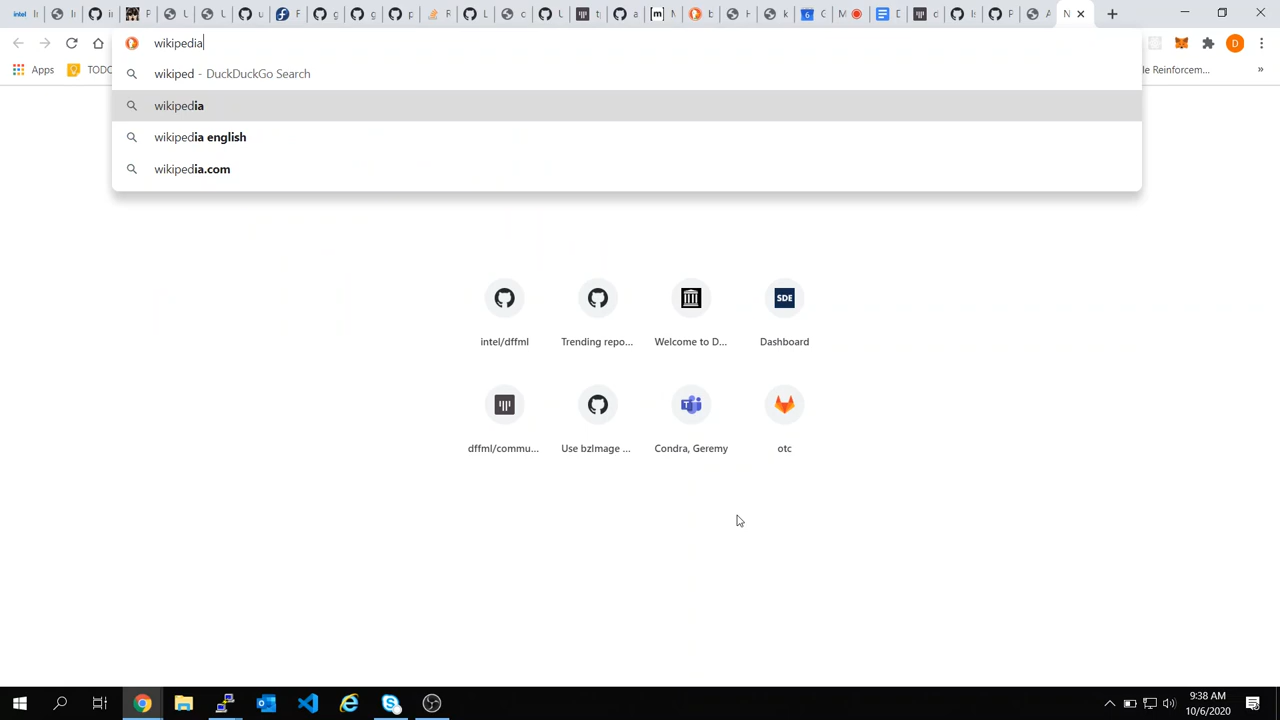 wikipedia
Apps
TODO
wiked - DuckDuckGo Search
le Reinforcem...
»
wikipedia
wikipedia english
wikipedia.com
SDE
intel/dffml
Trending repo...
Welcome to D...
Dashboard
dffml/commu...
Use bzImage ...
Condra, Geremy
otc
9:38 AM
10/6/2020